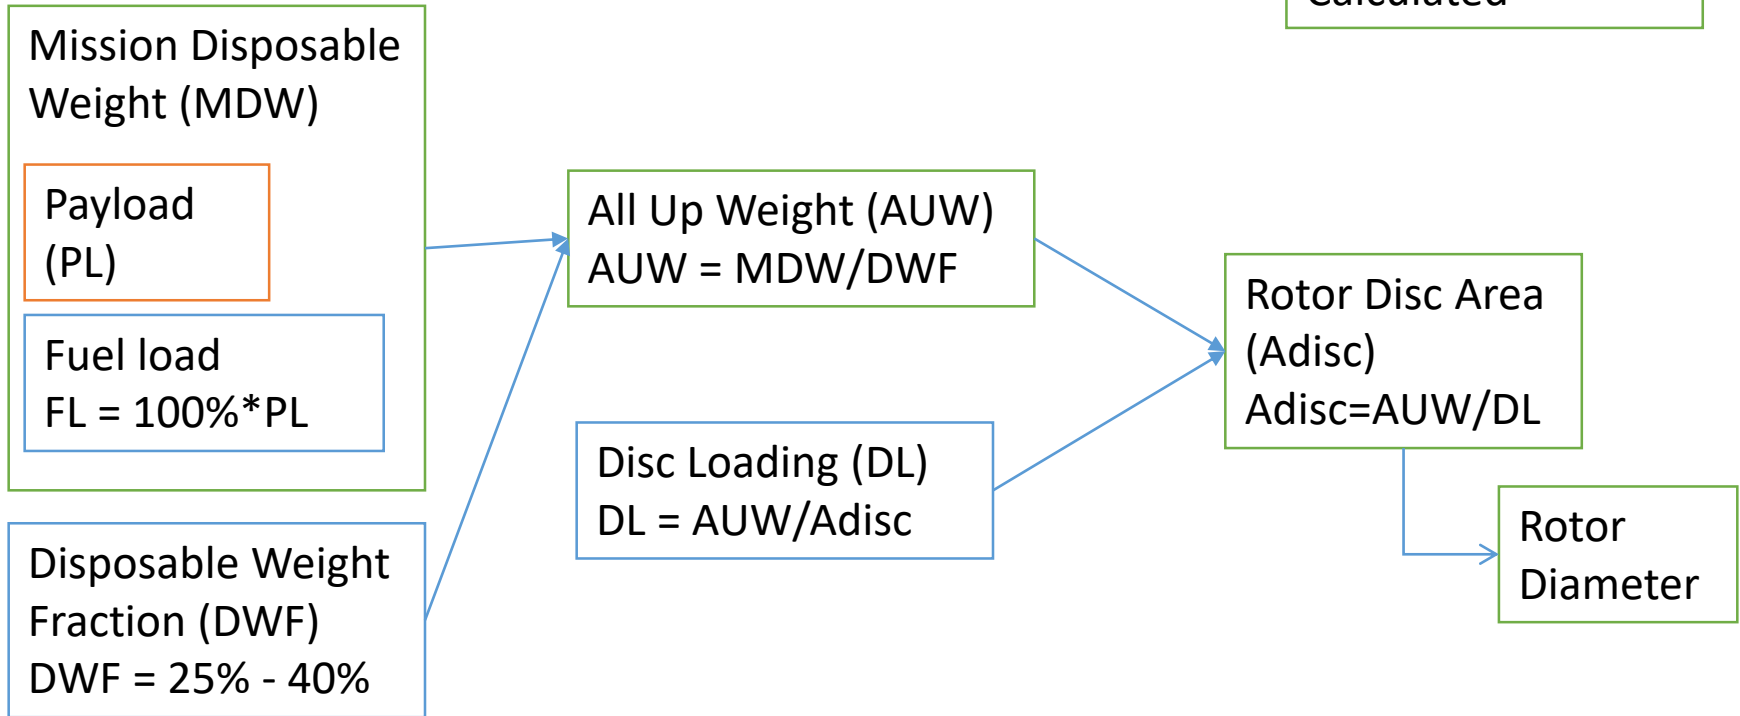 Calculated
Mission Disposable
Weight (MDW)
Payload
(PL)
Fuel load
FL = 100%*PL
Disposable Weight
Fraction (DWF)
DWF = 25% - 40%
All Up Weight (AUW)
AUW = MDW/DWF
Disc Loading (DL)
DL = AUW/Adisc
Rotor Disc Area
(Adisc)
Adisc=AUW/DL
Rotor
Diameter